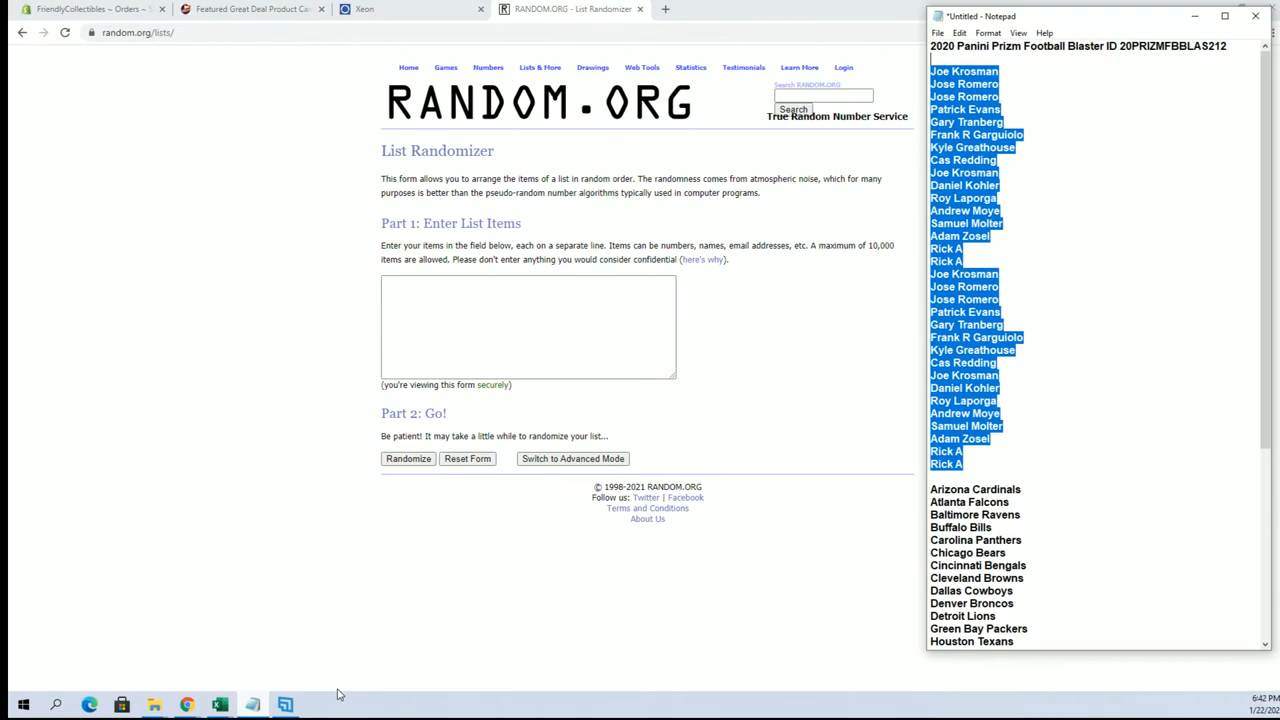 FriendlyCollectibles ~ Orders ~ S
Featured Great Deal Product Car
Xeon
RANDOM.ORG - List Randomizer
random.org/lists/
Home Games Numbers Lists & More Drawings Web Tools Statistics Testimonials Learn More Login
Search RANDOM.ORG
RANDOM.ORG
Search
True Random Number Service
List Randomizer
This form allows you to arrange the items of a list in random order. The randomness comes from atmospheric noise, which for many
purposes is better than the pseudo-random number algorithms typically used in computer programs.
Part 1: Enter List Items
Enter your items in the field below, each on a separate line. Items can be numbers, names, email addresses, etc. A maximum of 10,000
items are allowed. Please don't enter anything you would consider confidential (here's why).
(you're viewing this form securely)
Part 2: Go!
Be patient! It may take a little while to randomize your list...
Randomize Reset Form Switch to Advanced Mode
© 1998-2021 RANDOM.ORG
Follow us: Twitter | Facebook
Terms and Conditions
About Us
*Untitled - Notepad
File Edit Format View Help
2020 Panini Prizm Football Blaster ID 20PRIZMFBBLAS212
Joe Krosman
Jose Romero
Jose Romero
Patrick Evans
Gary Tranberg
Frank R Garguiolo
Kyle Greathouse
Cas Redding
Joe Krosman
Daniel Kohler
Roy Laporga
Andrew Moye
Samuel Molter
Adam Zosel
Rick A
Rick A
Joe Krosman
Jose Romero
Jose Romero
Patrick Evans
Gary Tranberg
Frank R Garguiolo
Kyle Greathouse
Cas Redding
Joe Krosman
Daniel Kohler
Roy Laporga
Andrew Moye
Samuel Molter
Adam Zosel
Rick A
Rick A
Arizona Cardinals
Atlanta Falcons
Baltimore Ravens
Buffalo Bills
Carolina Panthers
Chicago Bears
Cincinnati Bengals
Cleveland Browns
Dallas Cowboys
Denver Broncos
Detroit Lions
Green Bay Packers
Houston Texans
6:42 PM
1/22/202